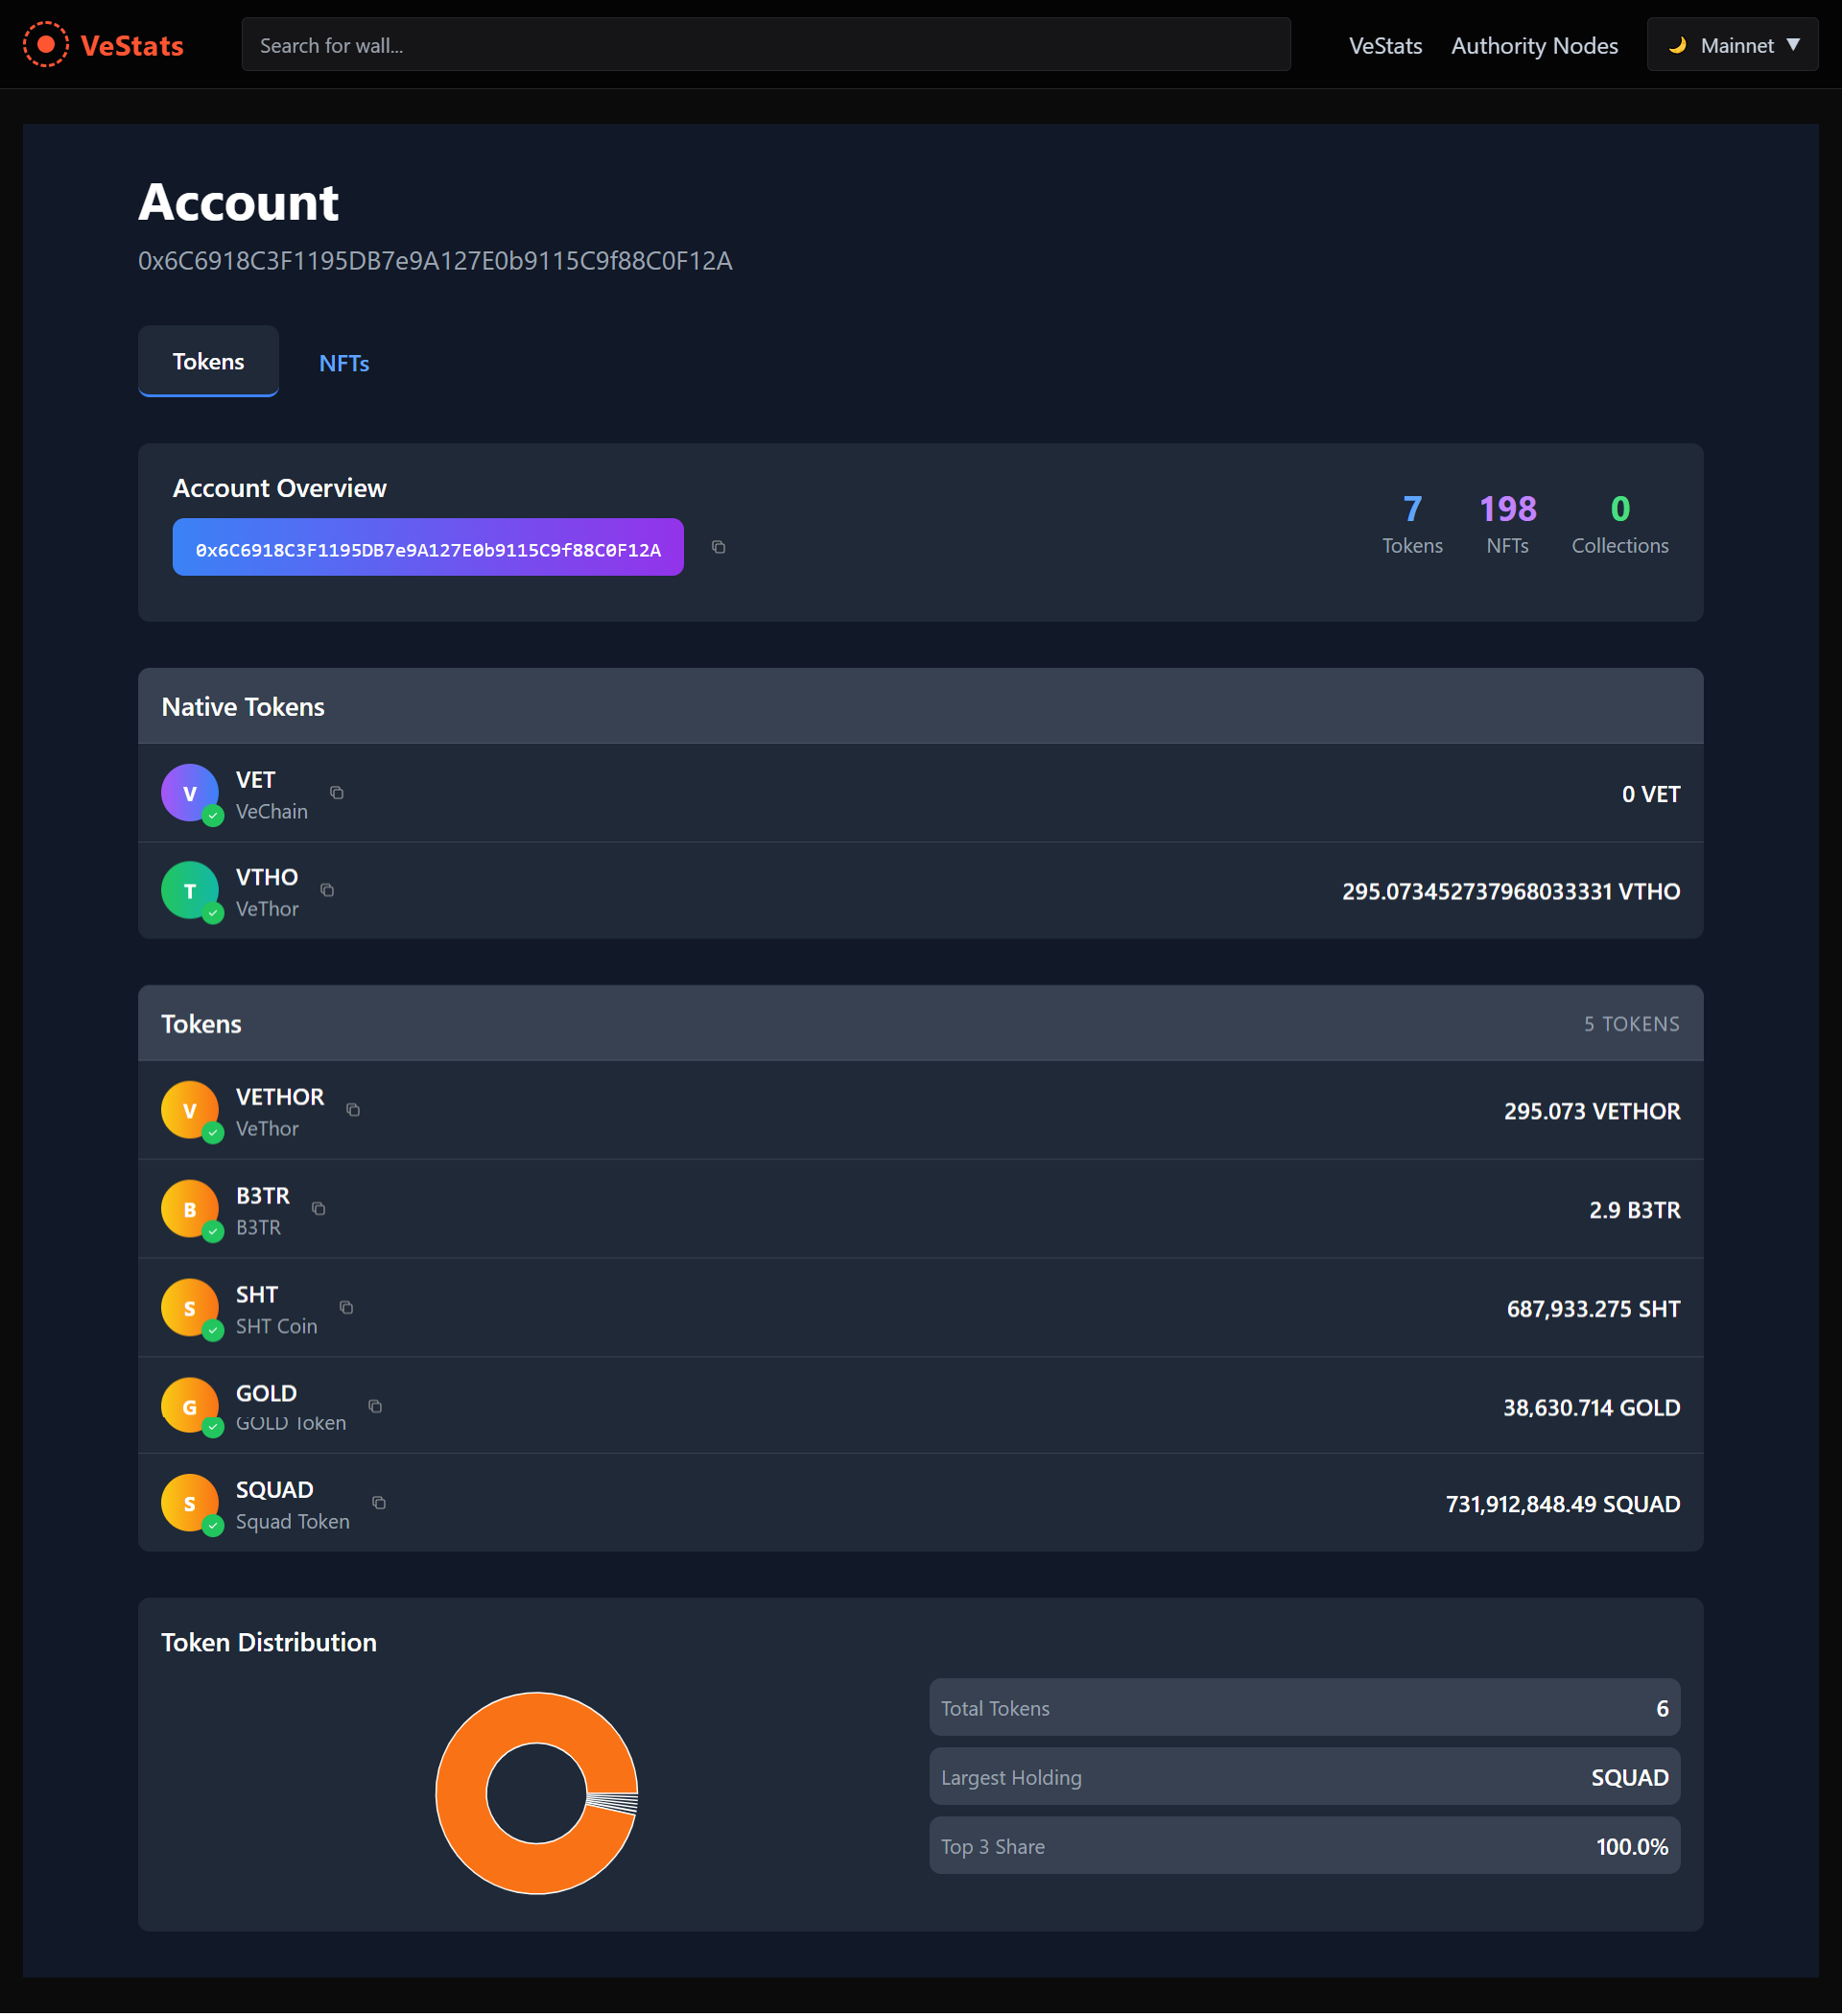 VeStats
Search for wall...
VeStats
Authority Nodes
Mainnet ▼
Account
0x6C6918C3F1195DB7e9A127E0b9115C9f88C0F12A
Tokens
NFTs
Account Overview
0x6C6918C3F1195DB7e9A127E0b9115C9f88C0F12A
7
Tokens
198
NFTs
0
Collections
Native Tokens
V
VET
VeChain
0 VET
T
VTHO
VeThor
295.073452737968033331 VTHO
Tokens
5 TOKENS
V
VETHOR
VeThor
295.073 VETHOR
B
B3TR
B3TR
2.9 B3TR
S
SHT
SHT Coin
687,933.275 SHT
G
GOLD
GOLD Token
38,630.714 GOLD
S
SQUAD
Squad Token
731,912,848.49 SQUAD
Token Distribution
Total Tokens
6
Largest Holding
SQUAD
Top 3 Share
100.0%